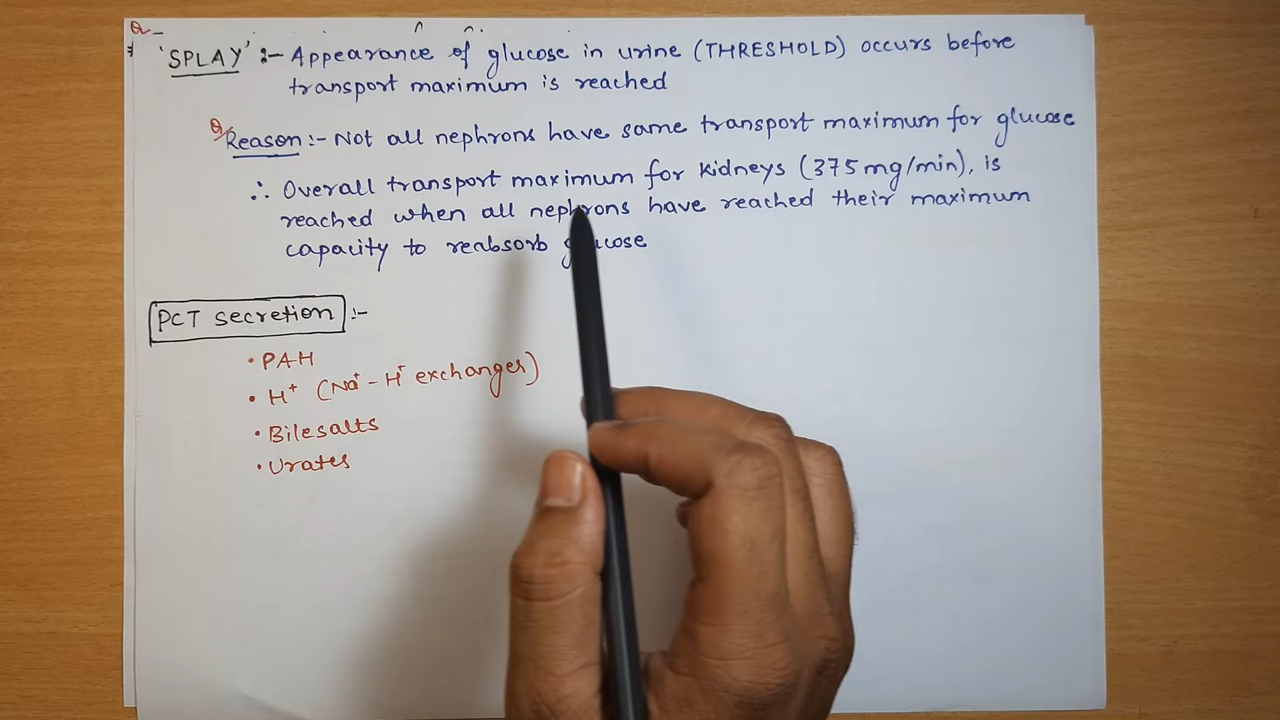 Q
'SPLAY' :- Appearance of glucose in urine (THRESHOLD) occurs before
transport maximum is reached
Q Reason :- Not all nephrons have same transport maximum for glucose
∴ Overall transport maximum for kidneys (375 mg/min), is
reached when all nephrons have reached their maximum
capacity to reabsorb glucose
PCT secretion :-
• PAH
• H⁺ (Na⁺ - H⁺ exchanger)
• Bilesalts
• Urates